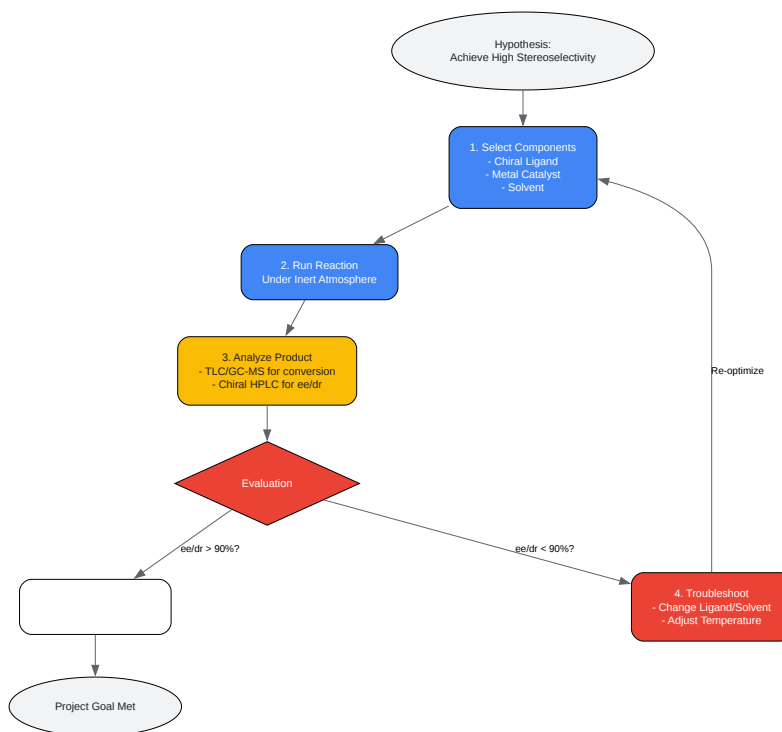 Hypothesis:
Achieve High Stereoselectivity
1. Select Components
- Chiral Ligand
- Metal Catalyst
- Solvent
2. Run Reaction
Under Inert Atmosphere
3. Analyze Product
- TLC/GC-MS for conversion
- Chiral HPLC for ee/dr
Re-optimize
Evaluation
ee/dr > 90%?
ee/dr < 90%?
4. Troubleshoot
- Change Ligand/Solvent
- Adjust Temperature
Project Goal Met